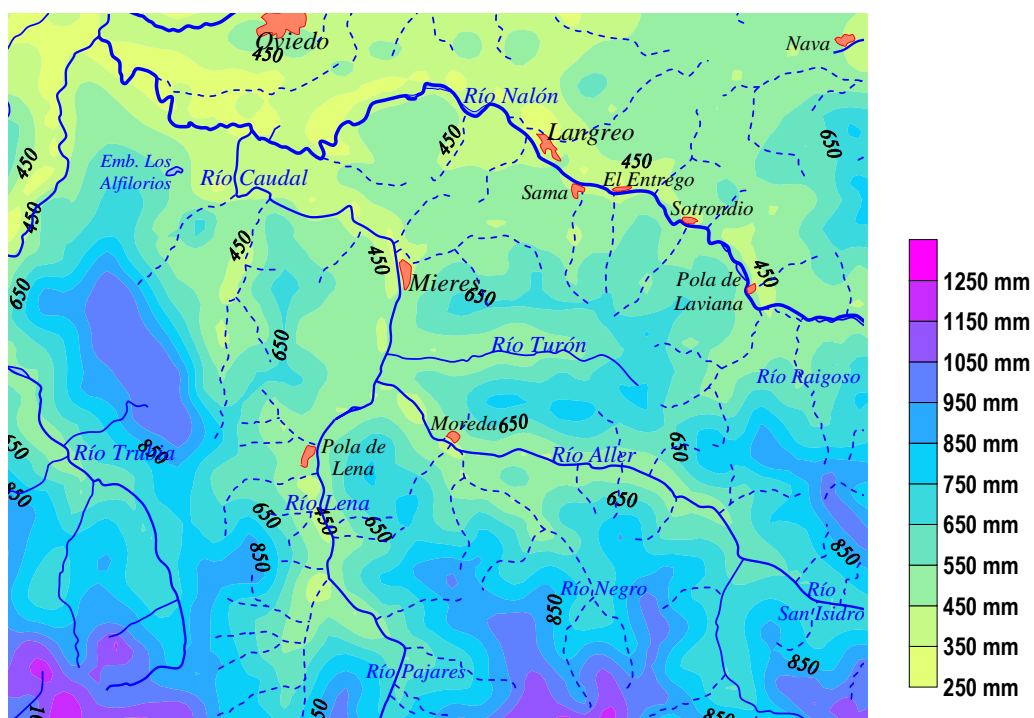 Oviedo
450
Nava
Río Nalón
450
Langreo
650
450
Emb. Los
Alfilorios
Río Caudal
450
El Entrego
Sama
Sotrondio
450
450
450
450
650
Mieres
650
Pola de
Laviana
1250 mm
1150 mm
1050 mm
950 mm
850 mm
750 mm
650 mm
550 mm
450 mm
350 mm
250 mm
650
Río Turón
Río Raigoso
Moreda
650
650
Río Trubia
850
Pola de
Lena
Río Aller
650
850
Río Lena
650
450
650
650
850
850
Río Negro
850
Río
San Isidro
Río Pajares
850